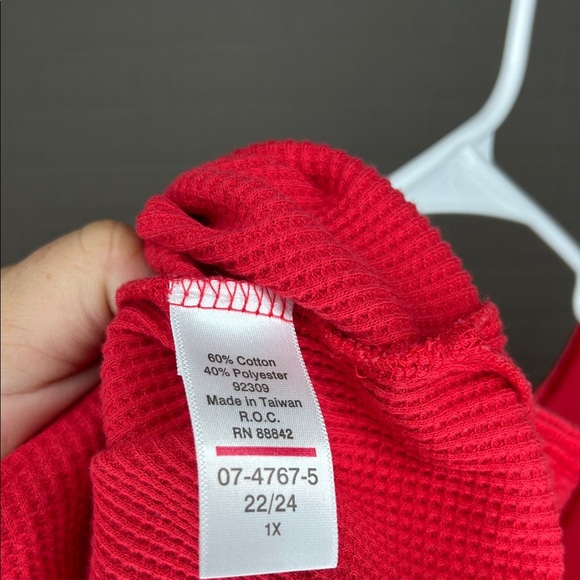 60% Cotton
40% Polyester
92309
Made in Taiwan
R.O.C.
RN 88842
07-4767-5
22/24
1X